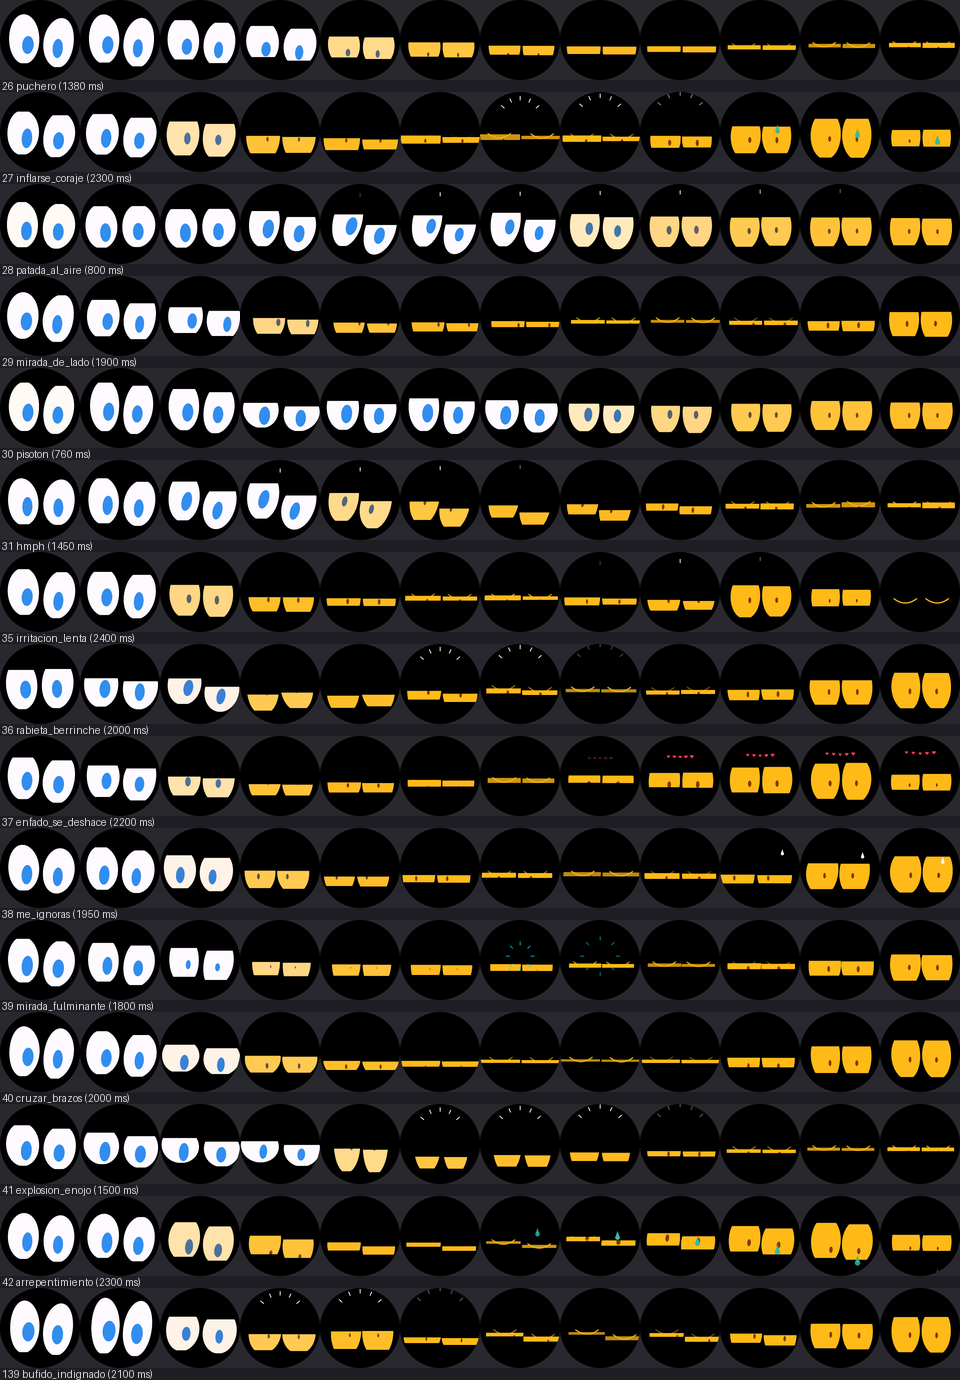 26 puchero (1380 ms)
27 inflarse_coraje (2300 ms)
28 patada_al_aire (800 ms)
29 mirada_de_lado (1900 ms)
30 pisoton (760 ms)
31 hmph (1450 ms)
35 irritacion_lenta (2400 ms)
36 rabieta_berrinche (2000 ms)
37 enfado_se_deshace (2200 ms)
38 me_ignoras (1950 ms)
39 mirada_fulminante (1800 ms)
40 cruzar_brazos (2000 ms)
41 explosion_enojo (1500 ms)
42 arrepentimiento (2300 ms)
139 bufido_indignado (2100 ms)